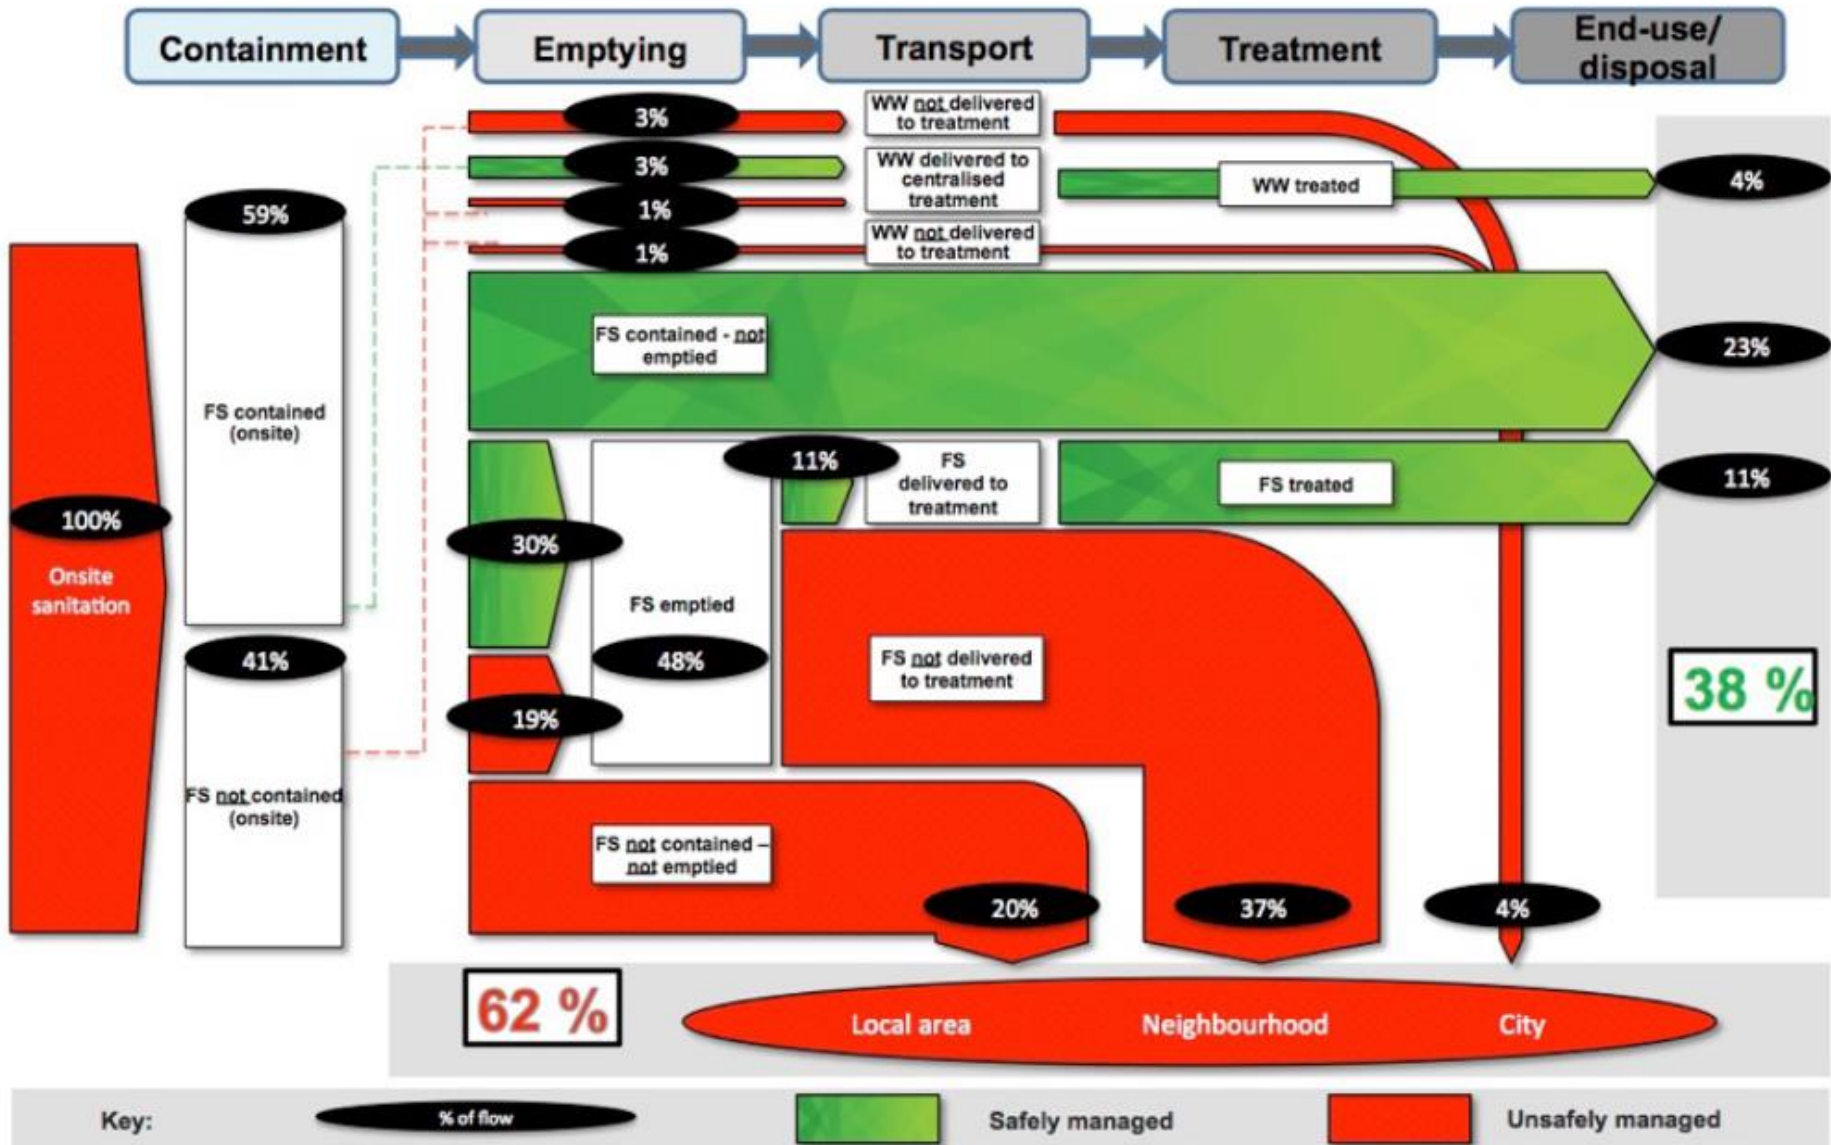 Containment
Emptying
Transport
Treatment
End-use/
disposal
3%
WW not delivered
to treatment
3%
WW delivered to
centralised
treatment
WW treated
4%
1%
1%
WW not delivered
to treatment
59%
FS contained
(onsite)
FS contained - not
emptied
23%
100%
Onsite
sanitation
30%
FS emptied
48%
11%
FS
delivered to
treatment
FS treated
11%
41%
FS not contained
(onsite)
19%
FS not delivered
to treatment
38 %
FS not contained –
not emptied
20%
37%
4%
62 %
Local area
Neighbourhood
City
Key:
% of flow
Safely managed
Unsafely managed